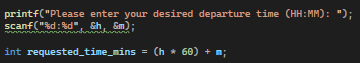 printf("Please enter your desired departure time (HH:MM): ");
scanf("%d:%d", &h, &m);
int requested_time_mins = (h * 60) + m;